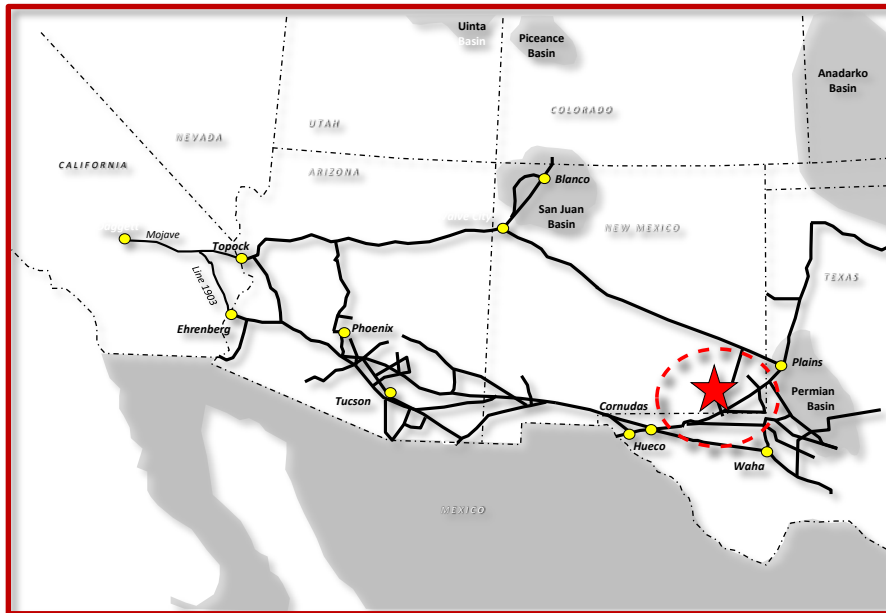 Uinta
Basin
Piceance
Basin
Anadarko
Basin
COLORADO
UTAH
NEVADA
CALIFORNIA
ARIZONA
Blanco
San Juan
Basin
NEW MEXICO
Mojave
Topock
TEXAS
Line 1903
Ehrenberg
Phoenix
Plains
Tucson
Cornudas
Permian
Basin
Hueco
Waha
MEXICO